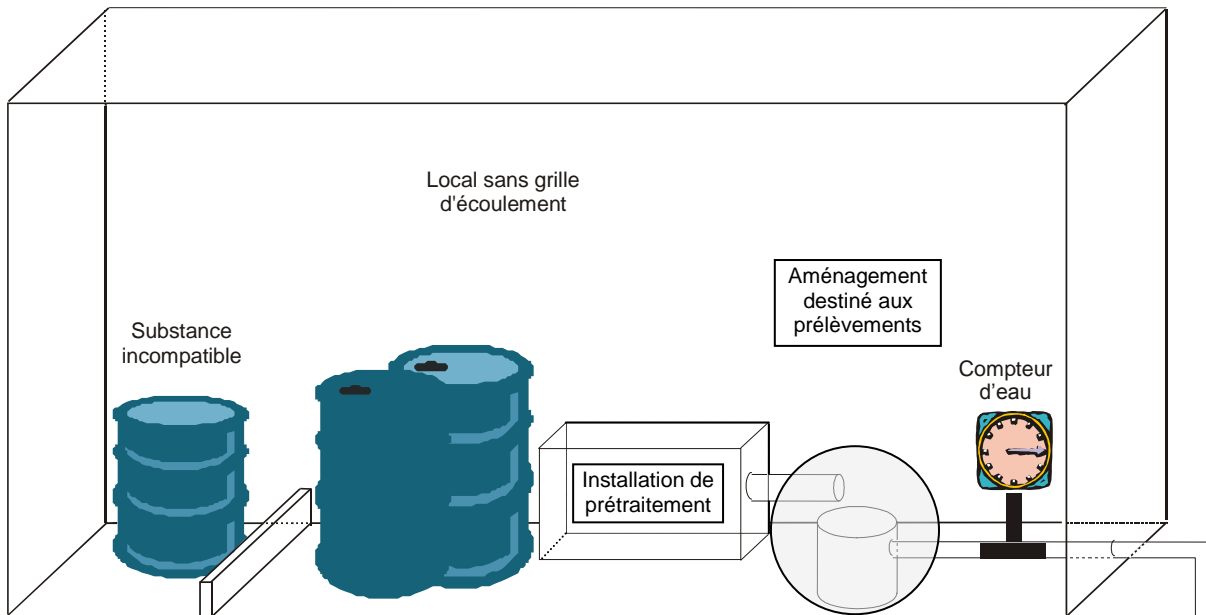 Local sans grille
d'écoulement
Aménagement
destiné aux
prélèvements
Substance
incompatible
Compteur
d’eau
Installation de
prétraitement